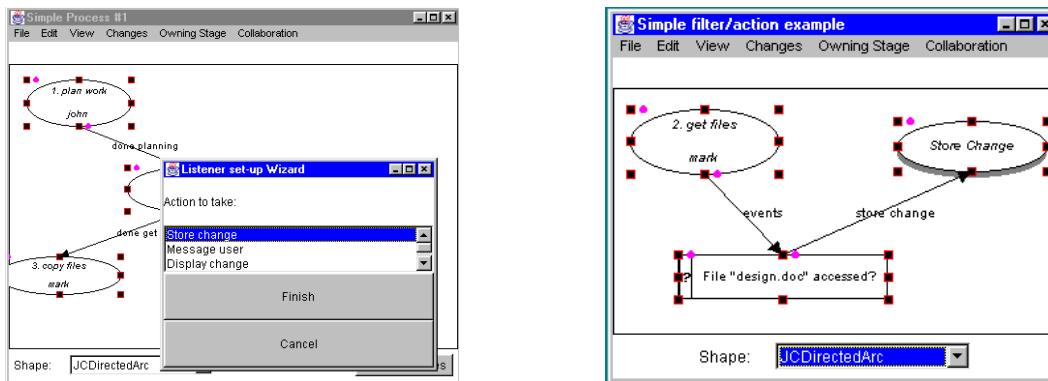 Simple Process #1
File Edit View Changes Owning Stage Collaboration
1. plan work
john
done planning
Listener set-up Wizard
Action to take:
Store change
Message user
Display change
Finish
Cancel
done get
3. copy files
mark
Shape: JCDirectedArc
Simple filter/action example
File Edit View Changes Owning Stage Collaboration
2. get files
mark
Store Change
events
store change
? File "design.doc" accessed?
Shape: JCDirectedArc